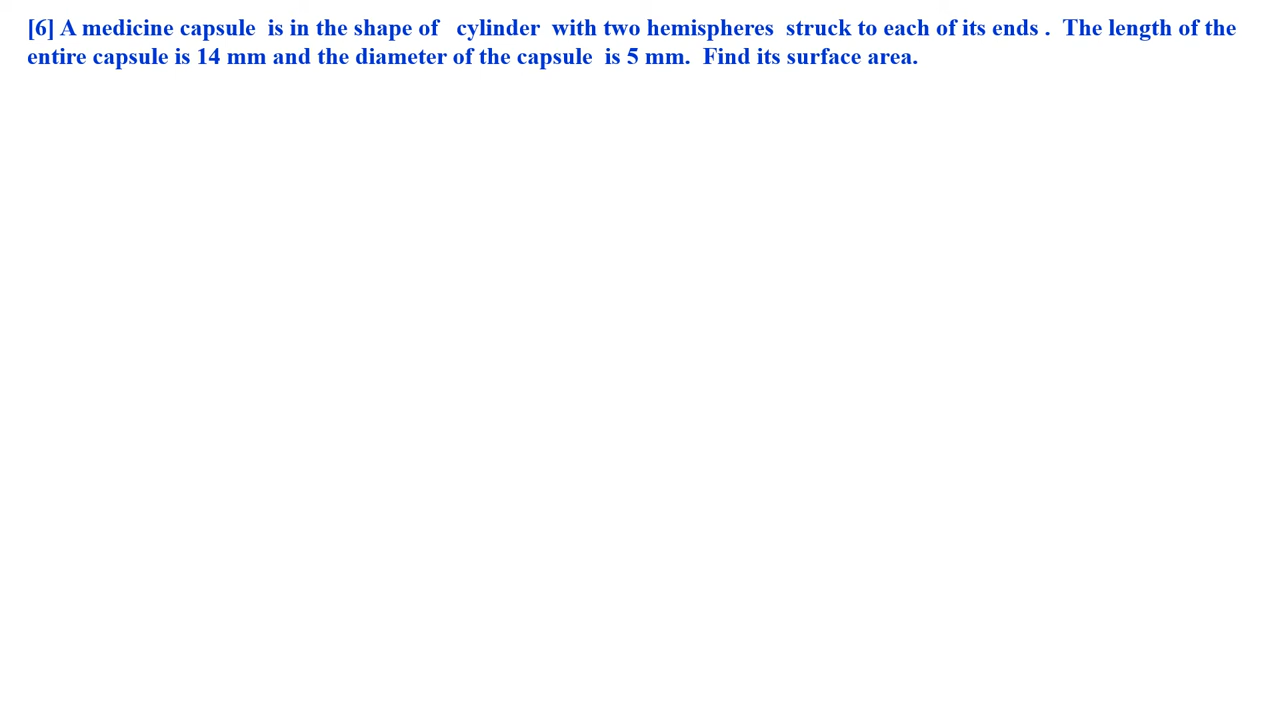 [6] A medicine capsule is in the shape of cylinder with two hemispheres struck to each of its ends . The length of the
entire capsule is 14 mm and the diameter of the capsule is 5 mm. Find its surface area.